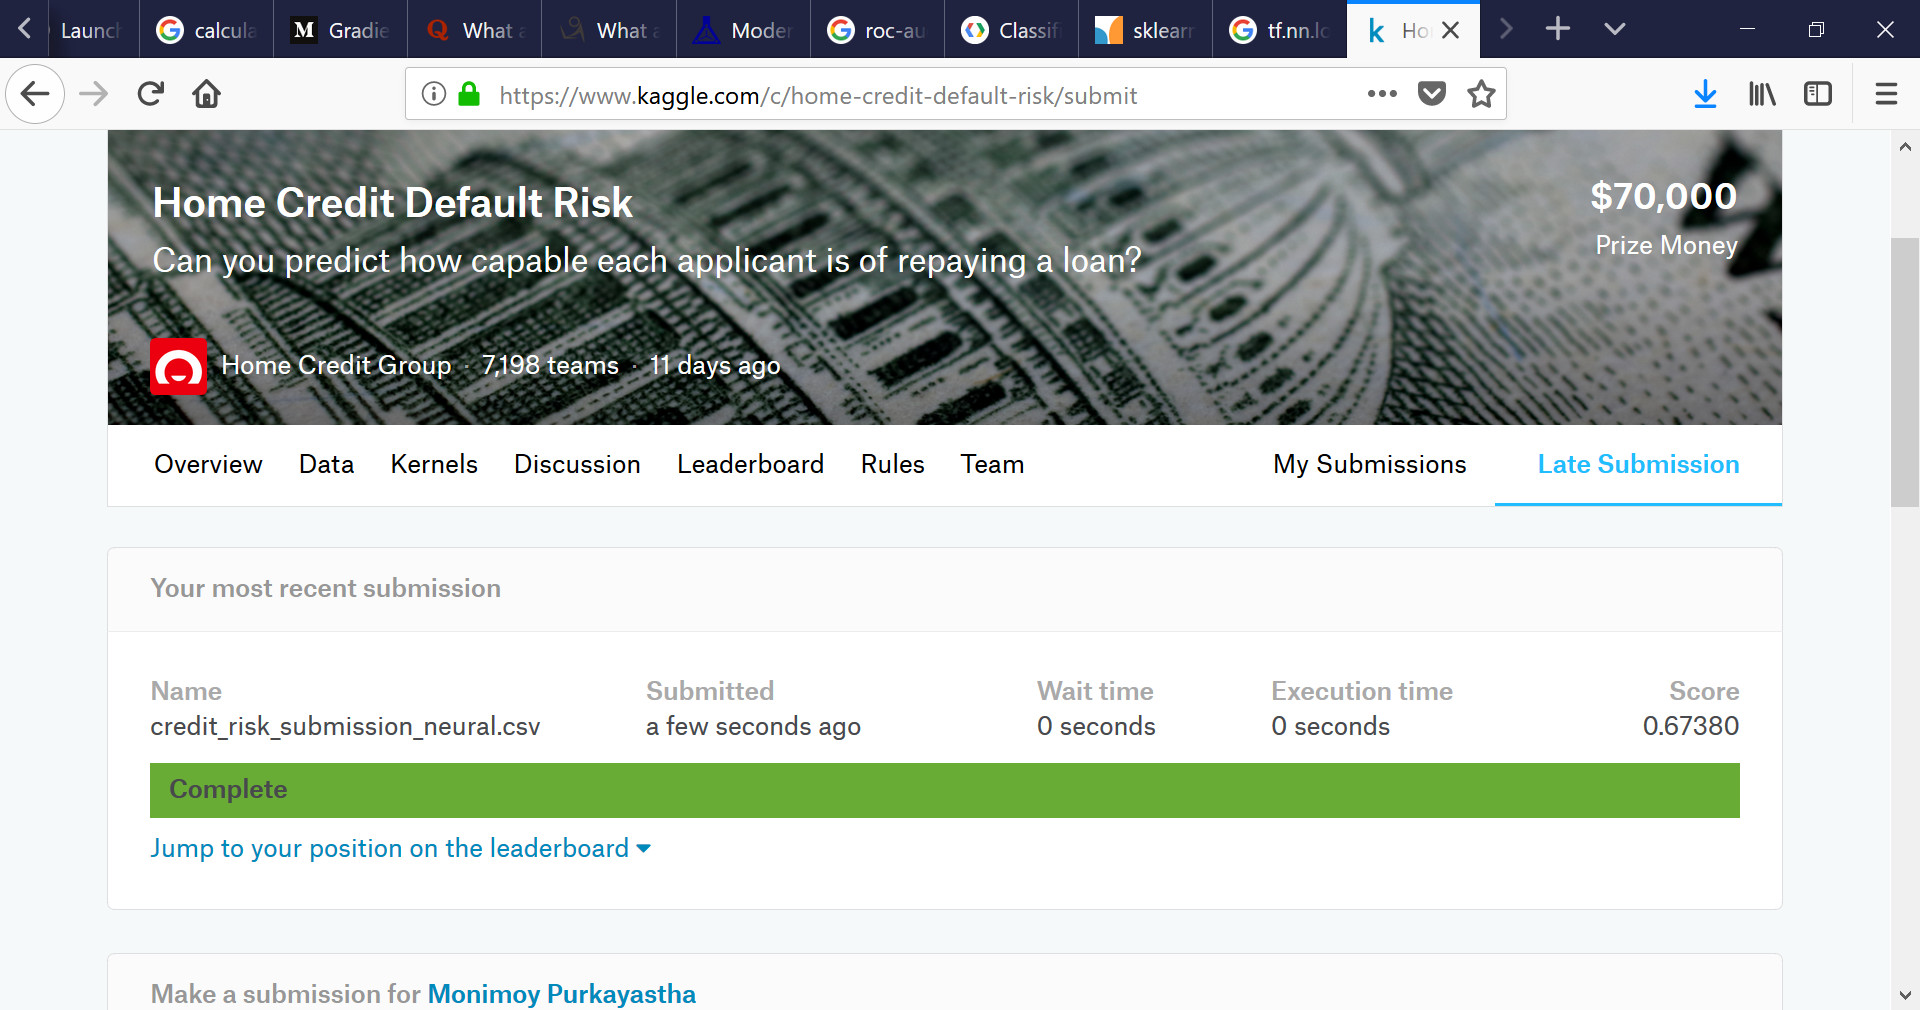 Launch calcula Gradie What a What a Moder roc-au Classifi sklearn tf.nn.lo Ho
https://www.kaggle.com/c/home-credit-default-risk/submit
Home Credit Default Risk
$70,000
Can you predict how capable each applicant is of repaying a loan?
Prize Money
Home Credit Group · 7,198 teams · 11 days ago
Overview Data Kernels Discussion Leaderboard Rules Team My Submissions Late Submission
Your most recent submission
Name Submitted Wait time Execution time Score
credit_risk_submission_neural.csv a few seconds ago 0 seconds 0 seconds 0.67380
Complete
Jump to your position on the leaderboard
Make a submission for Monimoy Purkayastha